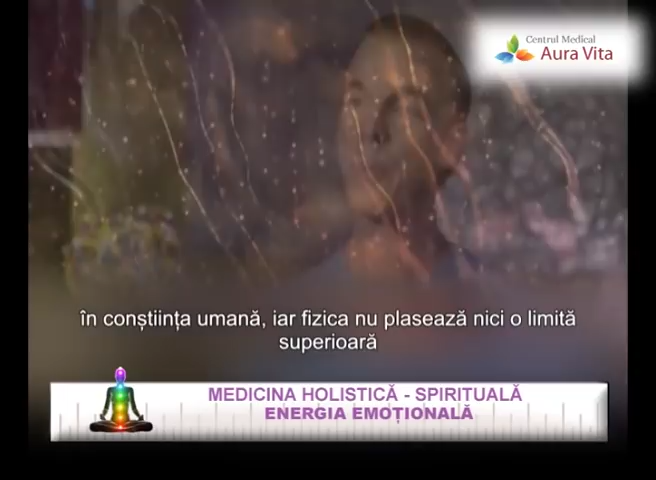 Centrul Medical
Aura Vita
în conștiința umană, iar fizica nu plasează nici o limită
superioară
MEDICINA HOLISTICĂ - SPIRITUALĂ
ENERGIA EMOȚIONALĂ